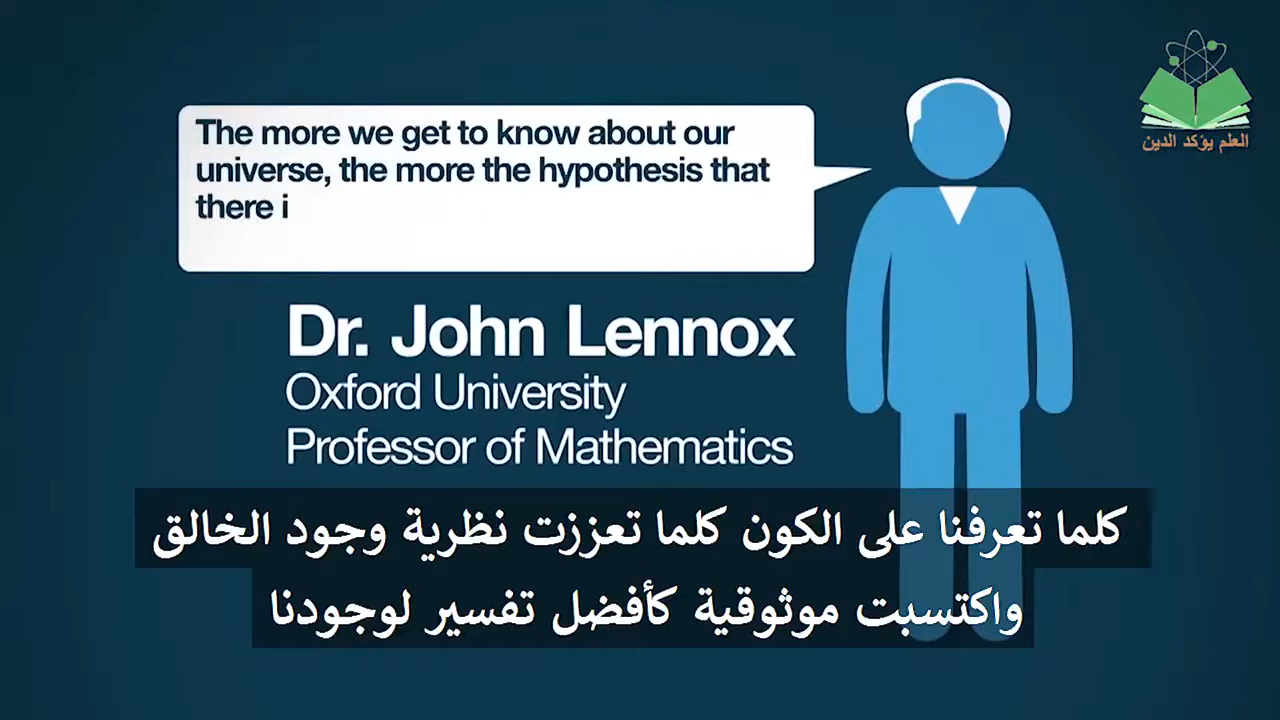 The more we get to know about our
universe, the more the hypothesis that
there i
العلم يؤكد الدين
Dr. John Lennox
Oxford University
Professor of Mathematics
كلما تعرفنا على الكون كلما تعززت نظرية وجود الخالق
واكتسبت موثوقية كأفضل تفسير لوجودنا